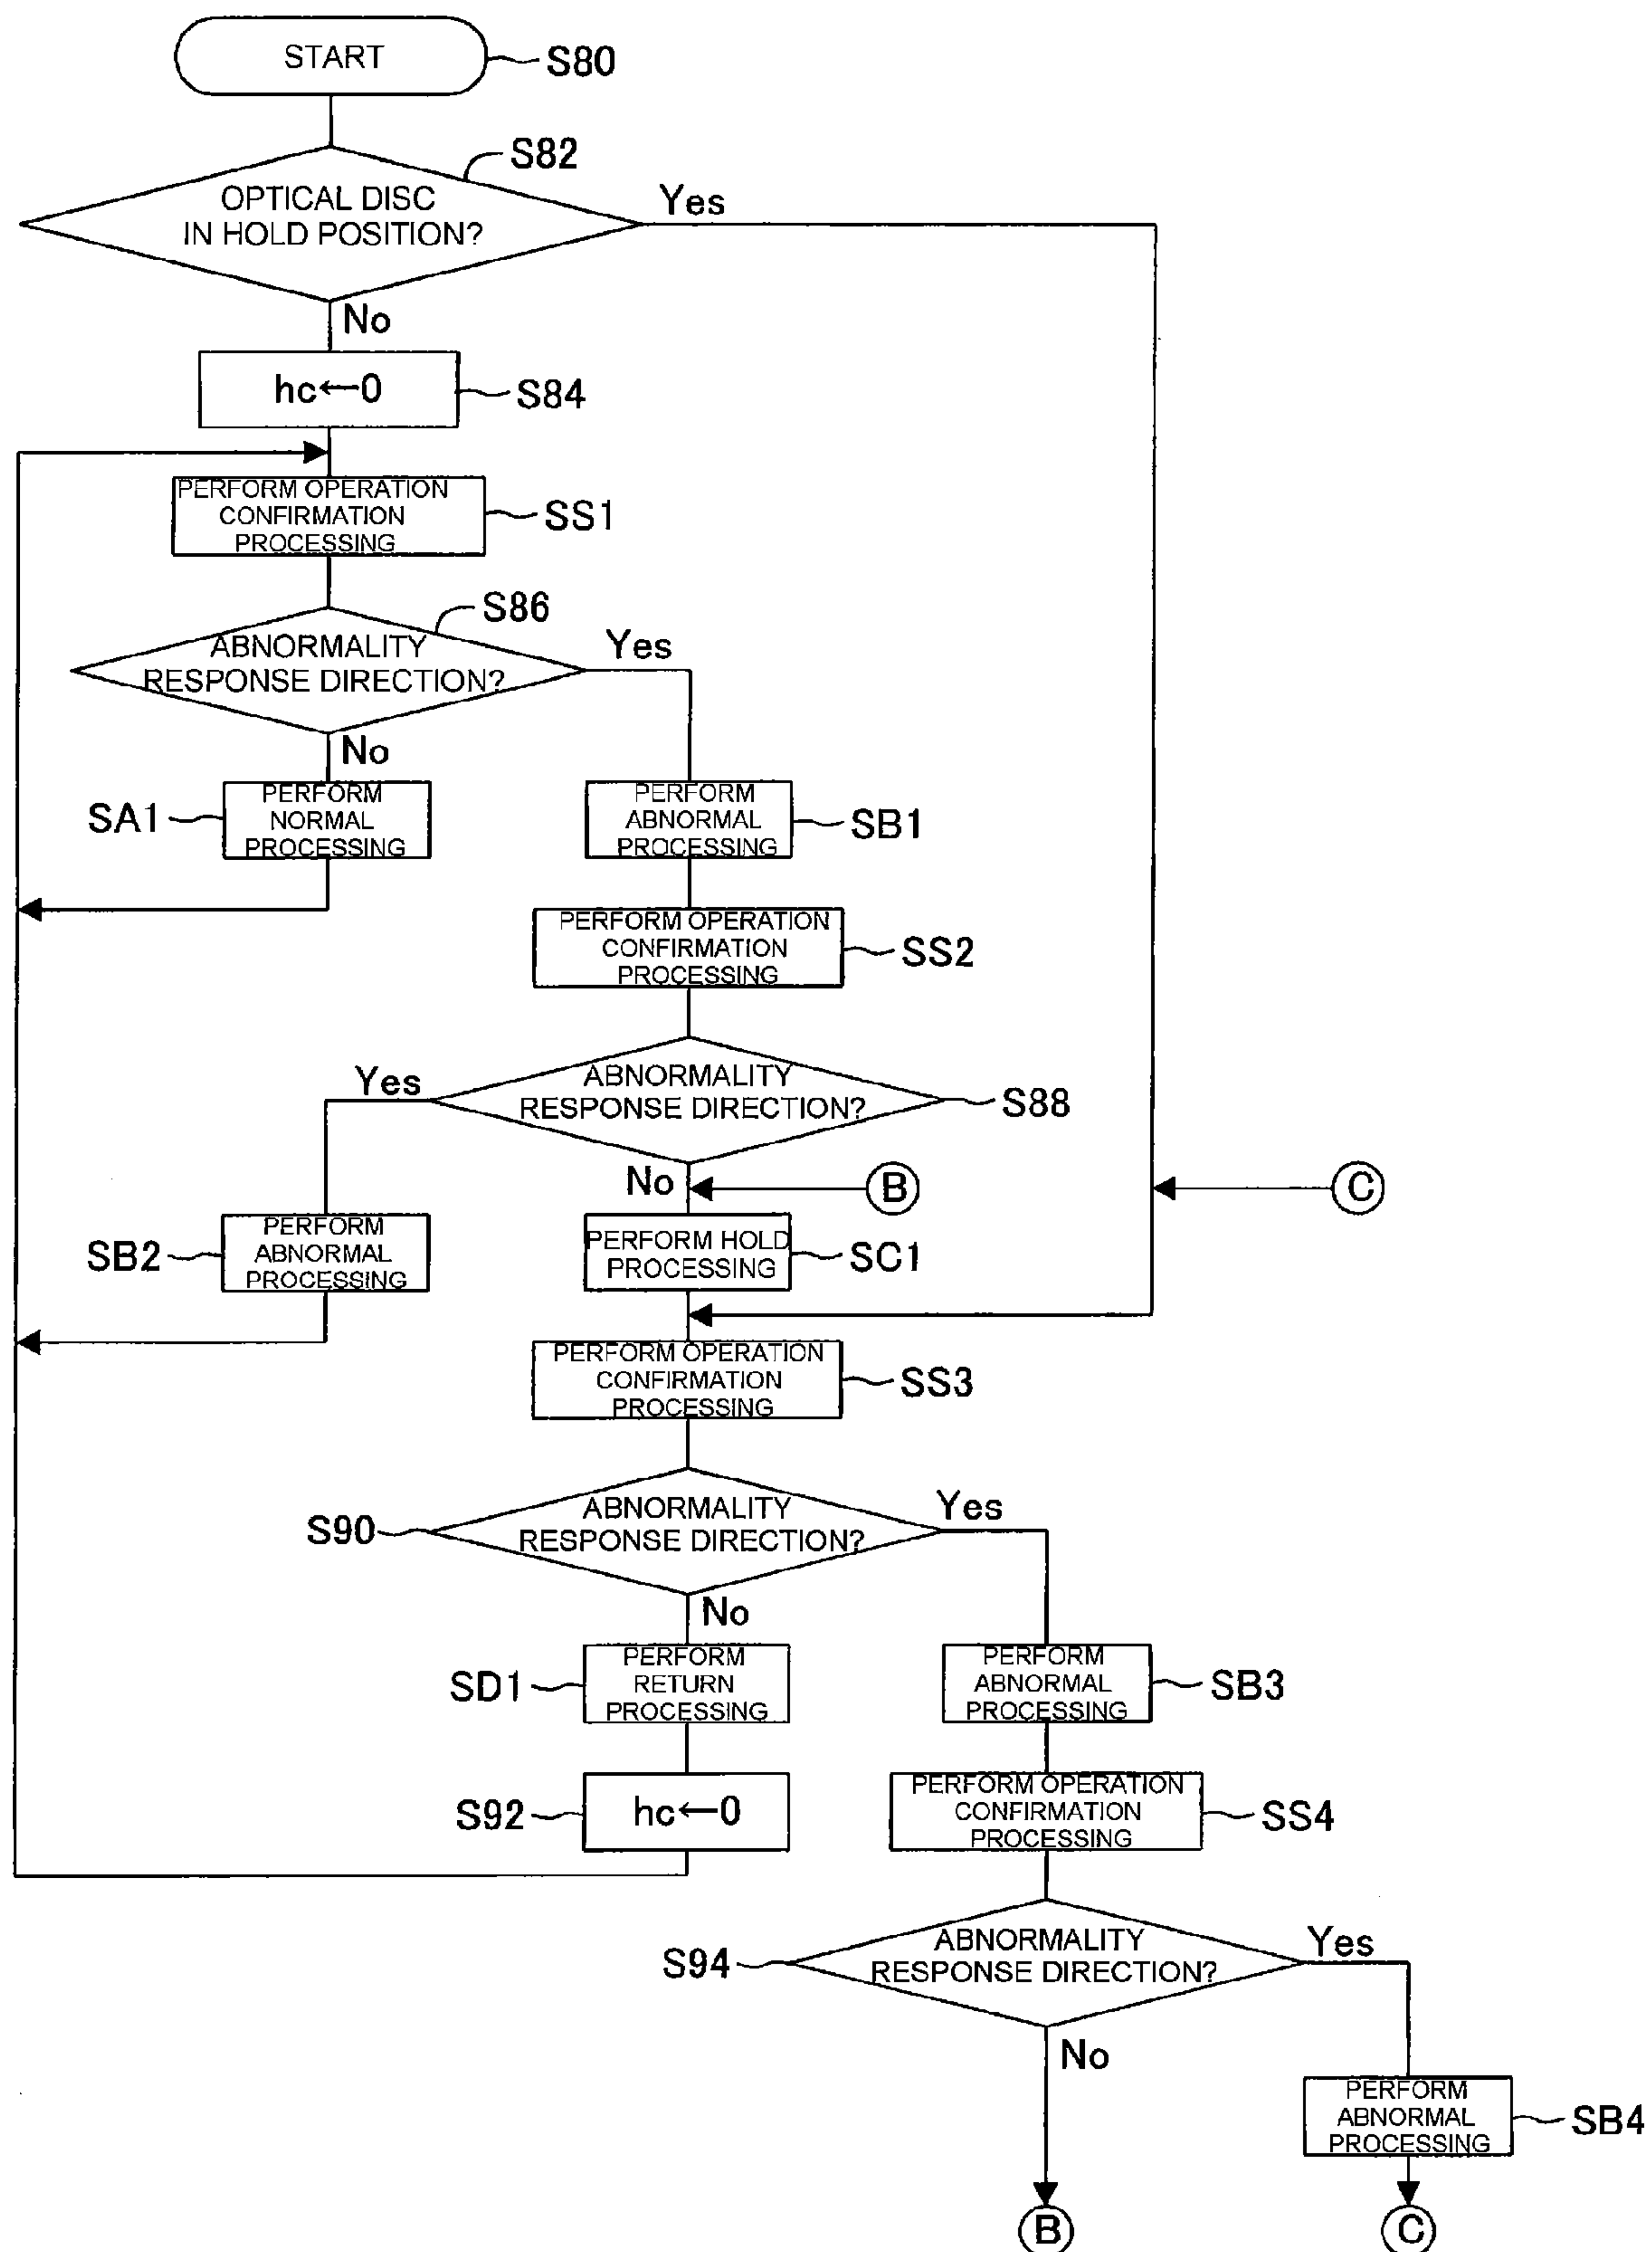 START
S80
S82
OPTICAL DISC
IN HOLD POSITION?
Yes
No
hc←0
S84
PERFORM OPERATION
CONFIRMATION
PROCESSING
SS1
S86
ABNORMALITY
RESPONSE DIRECTION?
Yes
No
SA1
PERFORM
NORMAL
PROCESSING
PERFORM
ABNORMAL
PROCESSING
SB1
PERFORM OPERATION
CONFIRMATION
PROCESSING
SS2
Yes
ABNORMALITY
RESPONSE DIRECTION?
S88
No
B
C
SB2
PERFORM
ABNORMAL
PROCESSING
PERFORM HOLD
PROCESSING
SC1
PERFORM OPERATION
CONFIRMATION
PROCESSING
SS3
S90
ABNORMALITY
RESPONSE DIRECTION?
Yes
No
SD1
PERFORM
RETURN
PROCESSING
PERFORM
ABNORMAL
PROCESSING
SB3
S92
hc←0
PERFORM OPERATION
CONFIRMATION
PROCESSING
SS4
S94
ABNORMALITY
RESPONSE DIRECTION?
Yes
No
PERFORM
ABNORMAL
PROCESSING
SB4
B
C